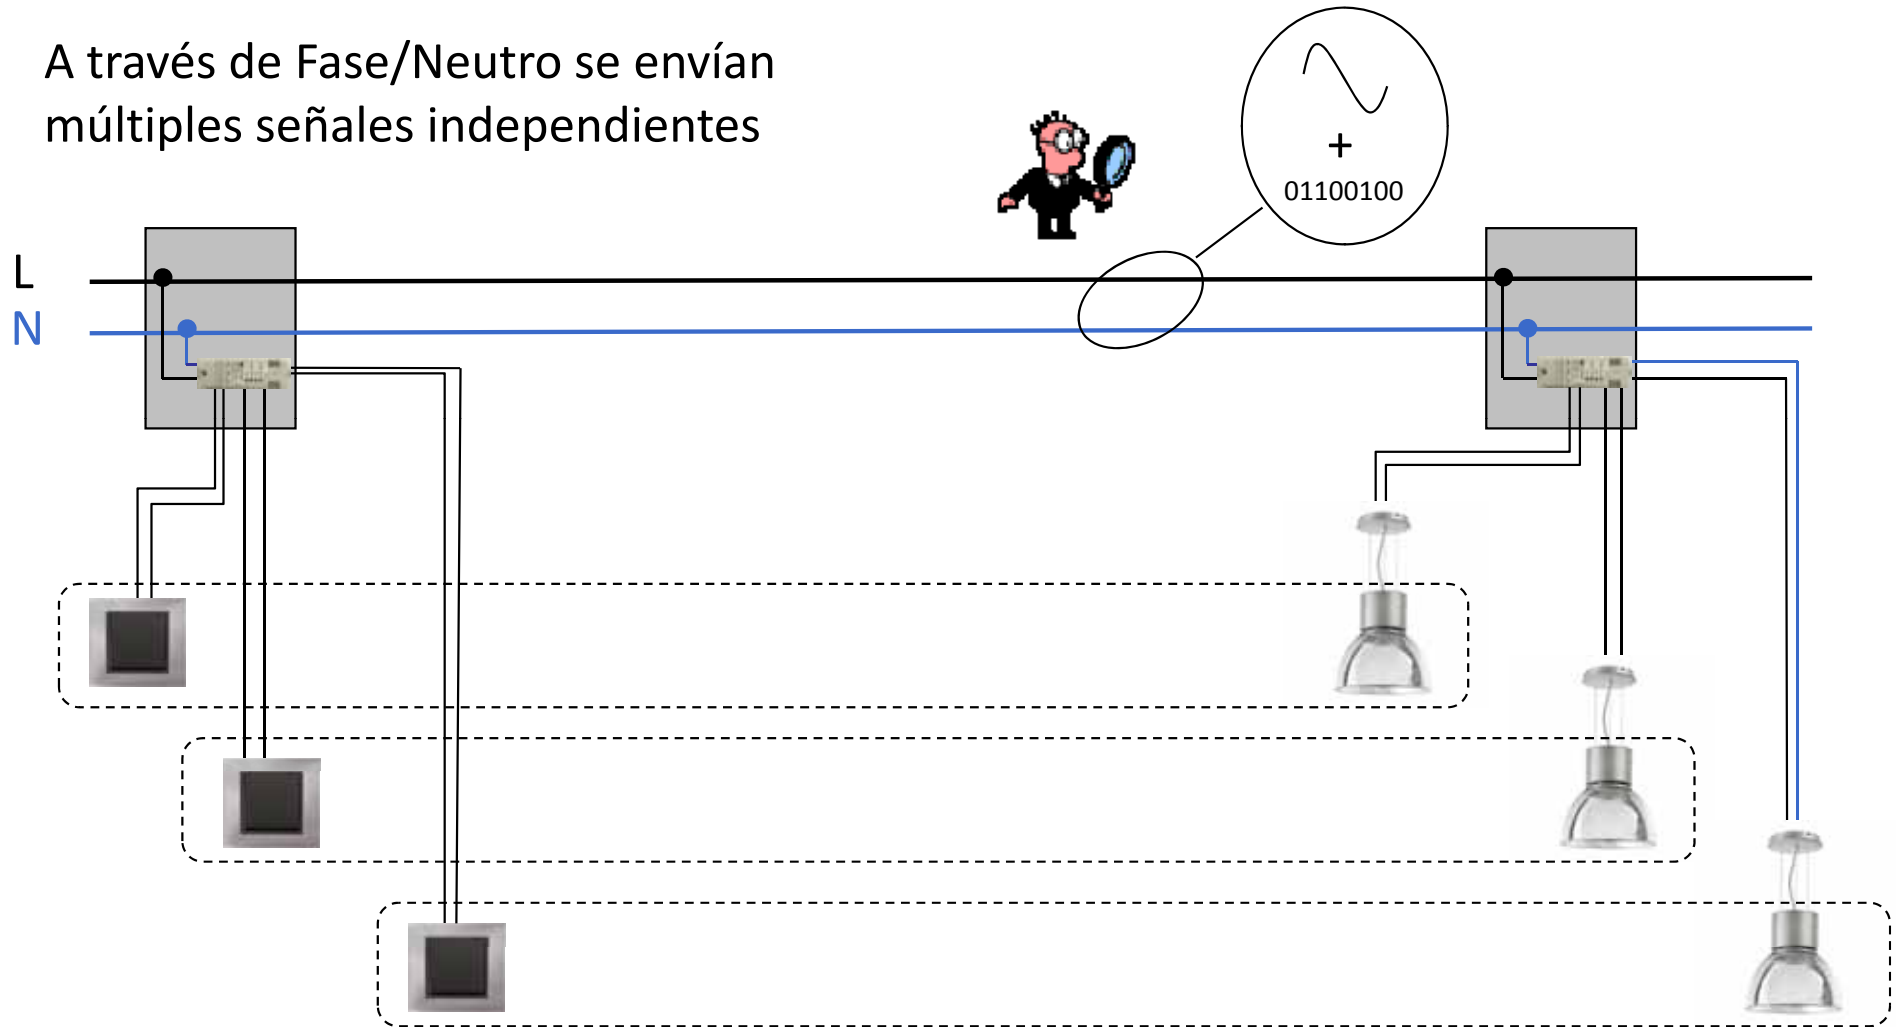 A través de Fase/Neutro se envían
múltiples señales independientes
+
01100100
L
N